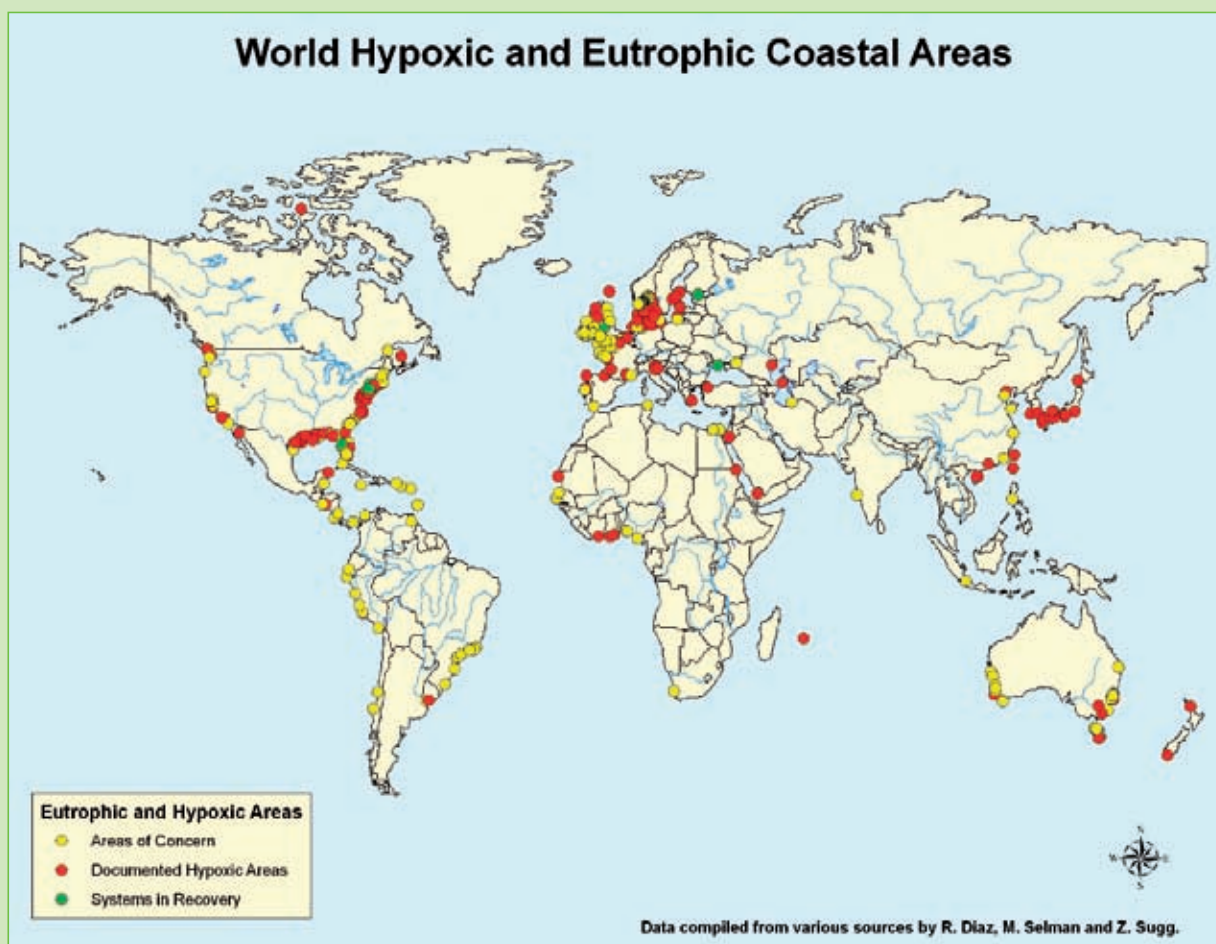 World Hypoxic and Eutrophic Coastal Areas
Eutrophic and Hypoxic Areas
Areas of Concern
Documented Hypoxic Areas
Systems in Recovery
N
W
E
S
Data compiled from various sources by R. Diaz, M. Selman and Z. Sugg.